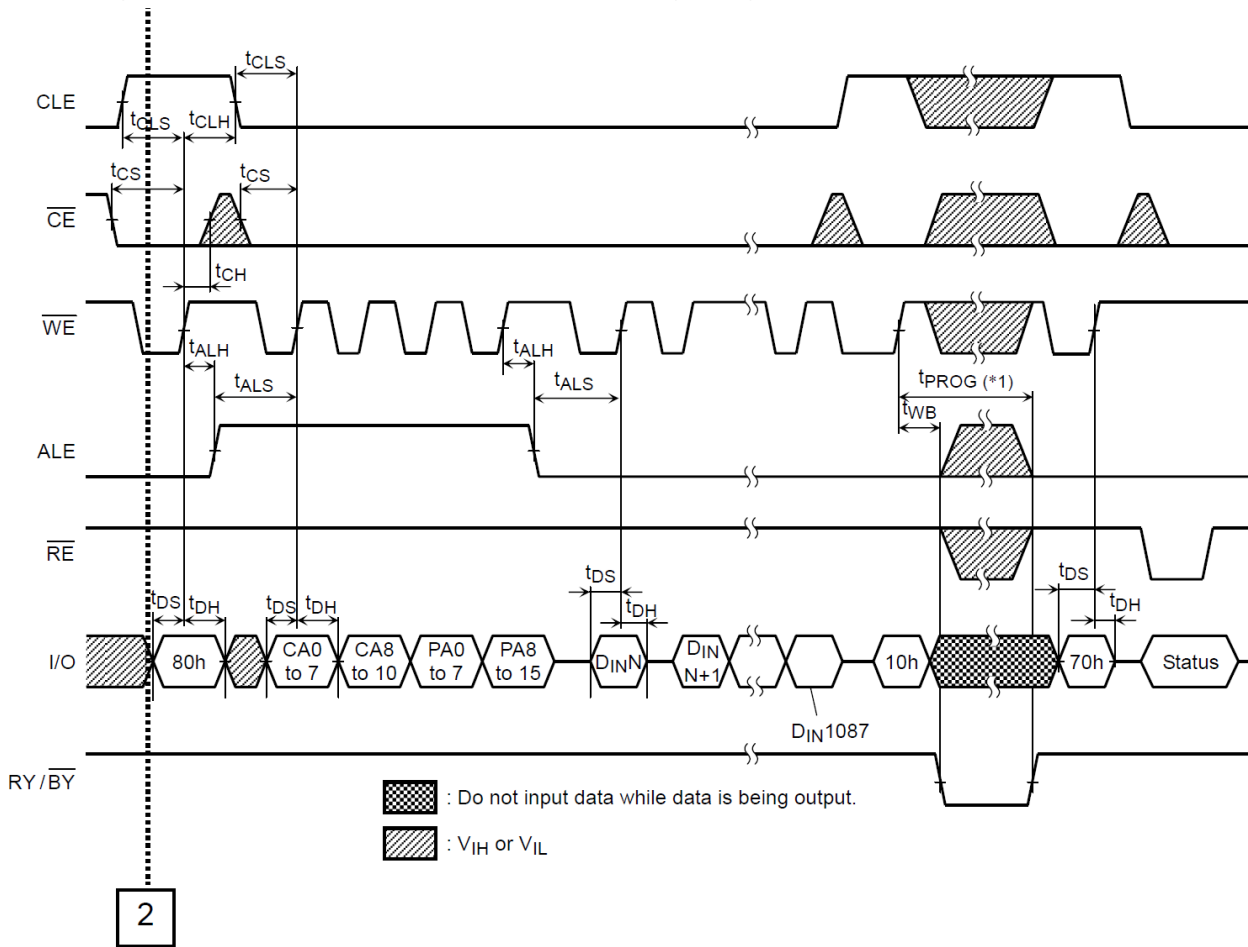 tCLS
CLE
tCLS tCLH
tCS tCS
CE
tCH
WE
tALH tALH
tALS tALS tPROG (*1)
tWB
ALE
RE
tDS tDH tDS tDH tDS tDH tDS tDH
I/O 80h CA0 to 7 CA8 to 10 PA0 to 7 PA8 to 15 DINN DIN N+1 10h 70h Status
DIN1087
RY/BY
: Do not input data while data is being output.
: VIH or VIL
2